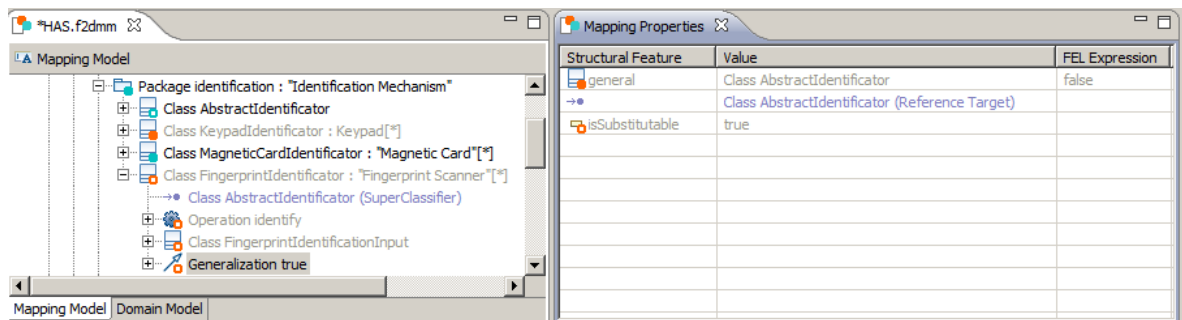 *HAS.f2dmm
Mapping Model
Package identification : "Identification Mechanism"
Class AbstractIdentificator
Class KeypadIdentificator : Keypad[*]
Class MagneticCardIdentificator : "Magnetic Card"[*]
Class FingerprintIdentificator : "Fingerprint Scanner"[*]
Class AbstractIdentificator (SuperClassifier)
Operation identify
Class FingerprintIdentificationInput
Generalization true
Mapping Model Domain Model
Mapping Properties
Structural Feature Value FEL Expression
general Class AbstractIdentificator false
Class AbstractIdentificator (Reference Target)
isSubstitutable true